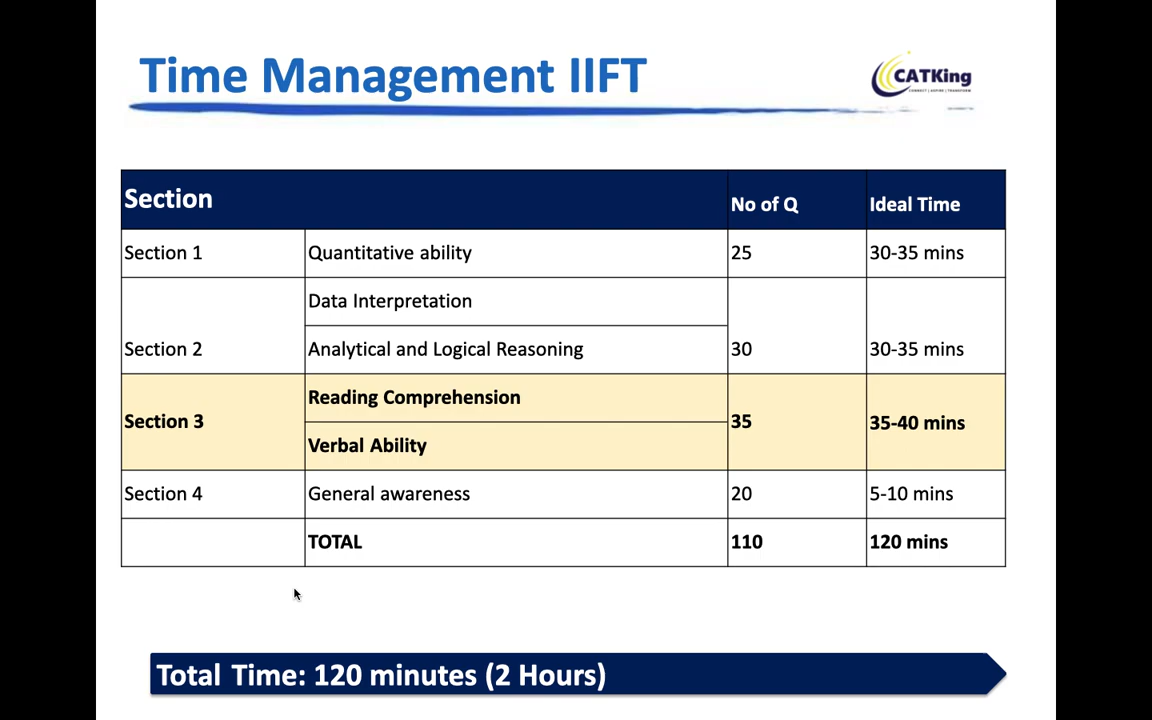 Time Management IIFT
CATKing
CONNECT | ASPIRE | TRANSFORM
Section No of Q Ideal Time
Section 1 Quantitative ability 25 30-35 mins
Data Interpretation
Section 2 Analytical and Logical Reasoning 30 30-35 mins
Reading Comprehension
Section 3 35 35-40 mins
Verbal Ability
Section 4 General awareness 20 5-10 mins
TOTAL 110 120 mins
Total Time: 120 minutes (2 Hours)